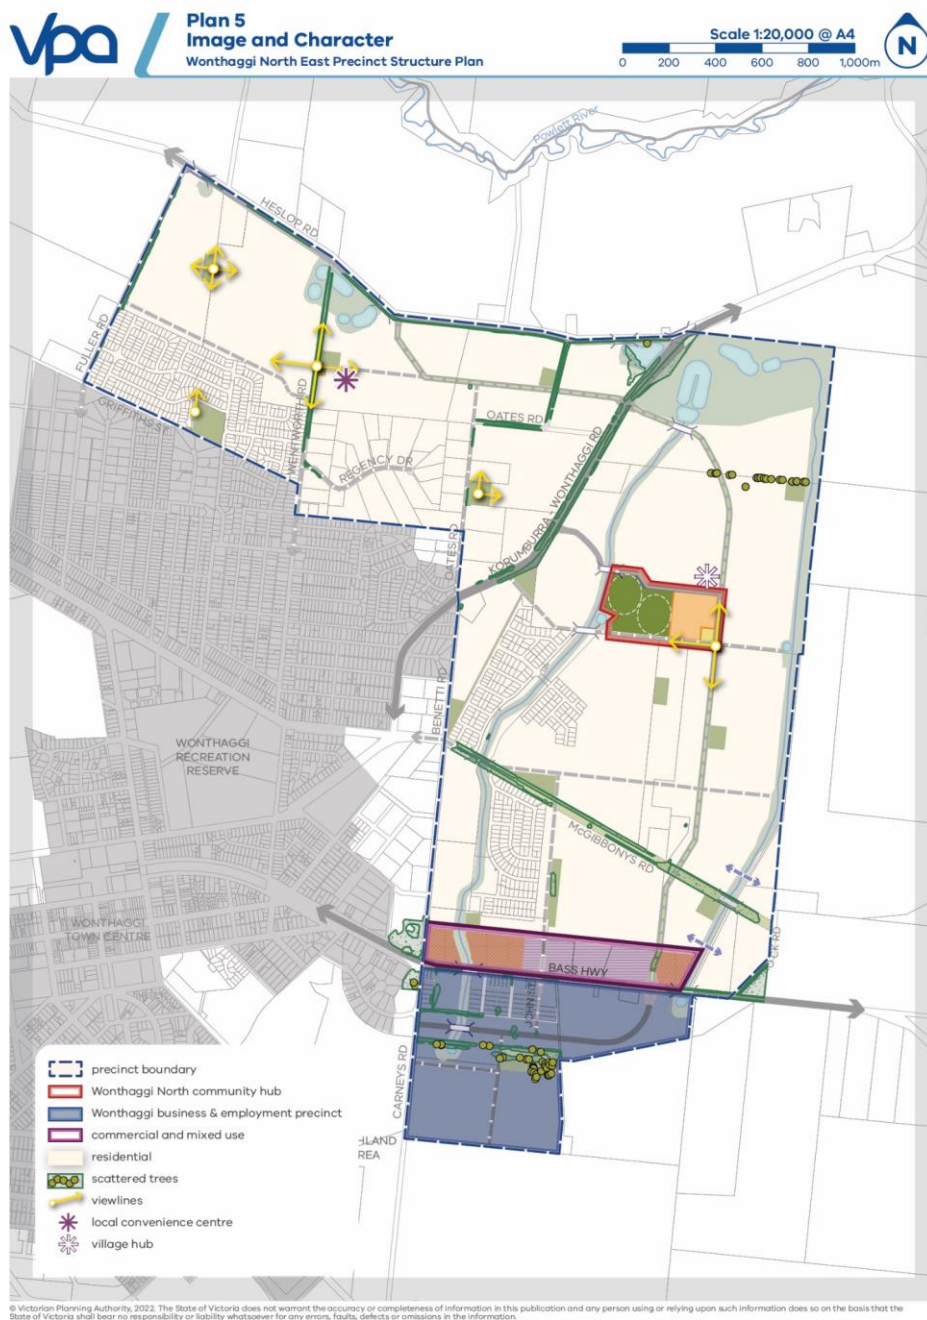 vpa
Plan 5
Image and Character
Wonthaggi North East Precinct Structure Plan
Scale 1:20,000 @ A4
0 200 400 600 800 1,000m
N
Powlett River
HESLOP RD
FULLER RD
GRIFFITHS ST
WENTWORTH RD
OATES RD
REGENCY DR
KORUMBURRA - WONTHAGGI RD
OATES RD
BENETTI RD
WONTHAGGI
RECREATION
RESERVE
McGIBBONYS RD
WONTHAGGI
TOWN CENTRE
BASS HWY
JOHN ST
CARNEYS RD
HLAND
REA
precinct boundary
Wonthaggi North community hub
Wonthaggi business & employment precinct
commercial and mixed use
residential
scattered trees
viewlines
local convenience centre
village hub
© Victorian Planning Authority, 2022. The State of Victoria does not warrant the accuracy or completeness of information in this publication and any person using or relying upon such information does so on the basis that the
State of Victoria shall bear no responsibility or liability whatsoever for any errors, faults, defects or omissions in the information.